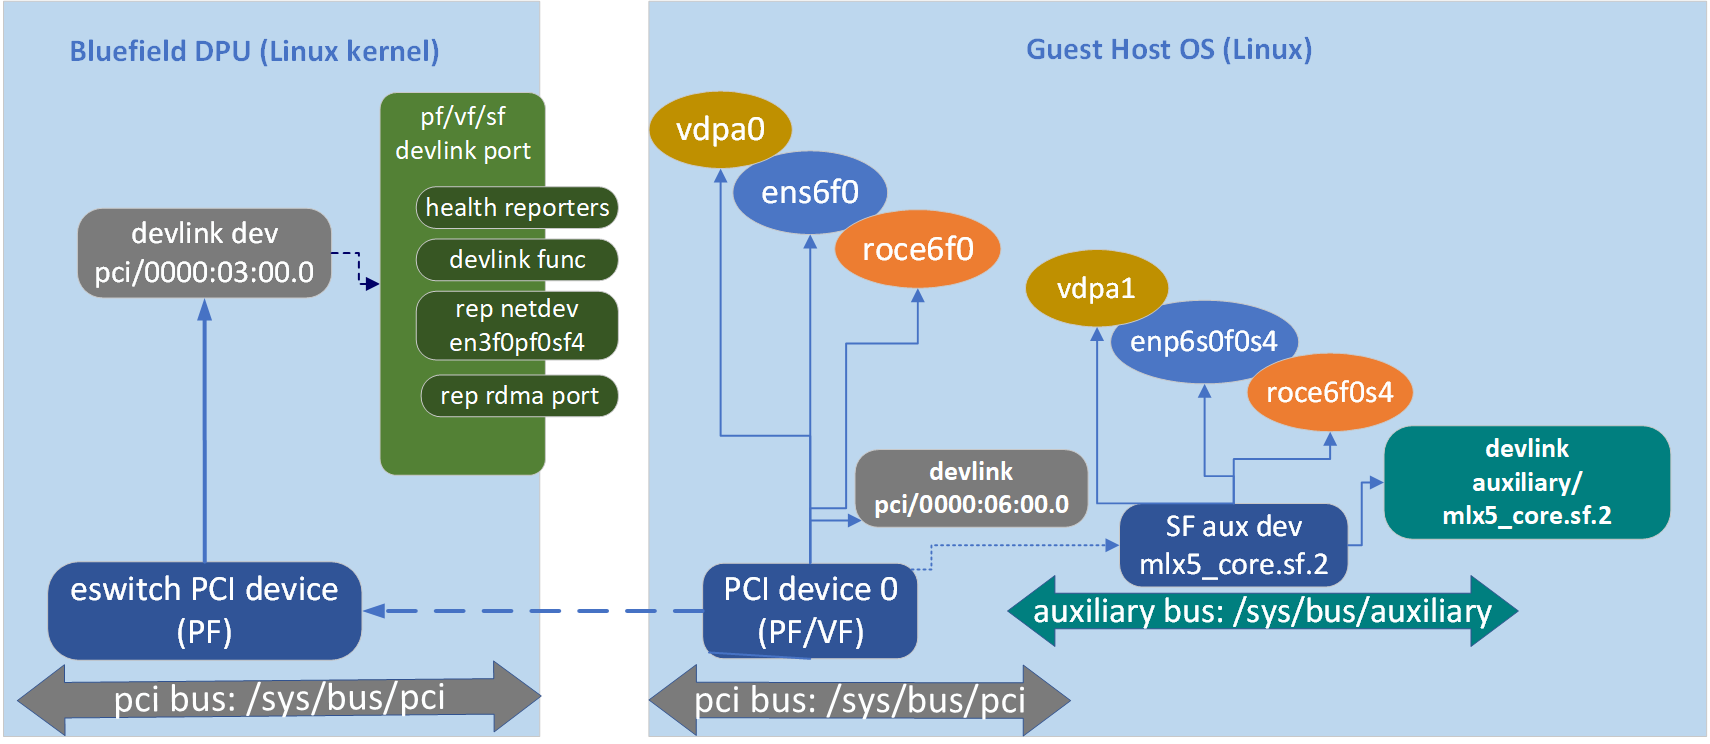 Bluefield DPU (Linux kernel)
pf/vf/sf
devlink port
health reporters
devlink func
rep netdev
en3f0pf0sf4
rep rdma port
devlink dev
pci/0000:03:00.0
eswitch PCI device
(PF)
pci bus: /sys/bus/pci
Guest Host OS (Linux)
vdpa0
ens6f0
roce6f0
vdpa1
enp6s0f0s4
roce6f0s4
devlink
pci/0000:06:00.0
devlink
auxiliary/
mlx5_core.sf.2
SF aux dev
mlx5_core.sf.2
PCI device 0
(PF/VF)
auxiliary bus: /sys/bus/auxiliary
pci bus: /sys/bus/pci